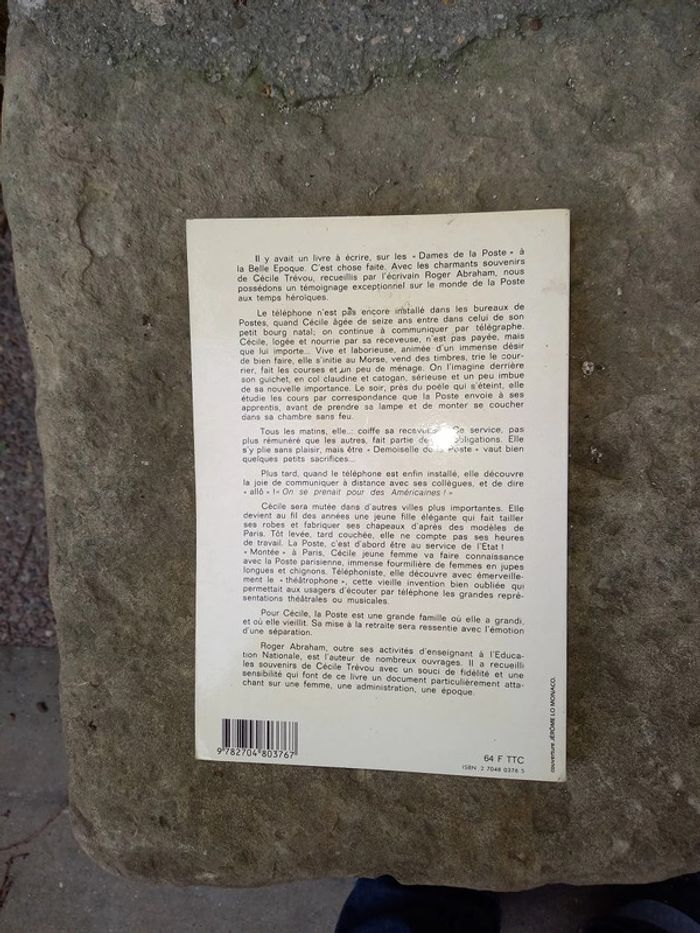 Il y avait un livre à écrire, sur les « Dames de la Poste » à
la Belle Epoque. C'est chose faite. Avec les charmants souvenirs
de Cécile Trévou, recueillis par l'écrivain Roger Abraham, nous
possédons un témoignage exceptionnel sur le monde de la Poste
aux temps héroïques.
Le téléphone n'est pas encore installé dans les bureaux de
Postes, quand Cécile âgée de seize ans entre dans celui de son
petit bourg natal; on continue à communiquer par télégraphe.
Cécile, logée et nourrie par sa receveuse, n'est pas payée, mais
que lui importe... Vive et laborieuse, animée d'un immense désir
de bien faire, elle s'initie au Morse, vend des timbres, trie le cour-
rier, fait les courses et un peu de ménage. On l'imagine derrière
son guichet, en col claudine et catogan, sérieuse et un peu imbue
de sa nouvelle importance. Le soir, près du poêle qui s'éteint, elle
étudie les cours par correspondance que la Poste envoie à ses
apprentis, avant de prendre sa lampe et de monter se coucher
dans sa chambre sans feu.
Tous les matins, elle... coiffe sa service, pas
plus rémunéré que les autres, fait partie obligations. Elle
s'y plie sans plaisir, mais être « Demoiselle de la Poste » vaut bien
quelques petits sacrifices...
Plus tard, quand le téléphone est enfin installé, elle découvre
la joie de communiquer à distance avec ses collègues, et de dire
« allô » ! « On se prenait pour des Américaines ! »
Cécile sera mutée dans d'autres villes plus importantes. Elle
devient au fil des années une jeune fille élégante qui fait tailler
ses robes et fabriquer ses chapeaux d'après des modèles de
Paris. Tôt levée, tard couchée, elle ne compte pas ses heures
de travail. La Poste, c'est d'abord être au service de l'Etat !
« Montée » à Paris, Cécile jeune femme va faire connaissance
avec la Poste parisienne, immense fourmilière de femmes en jupes
longues et chignons. Téléphoniste, elle découvre avec émerveille-
ment le « théâtrophone », cette vieille invention bien oubliée qui
permettait aux usagers d'écouter par téléphone les grandes repré-
sentations théâtrales ou musicales.
Pour Cécile, la Poste est une grande famille où elle a grandi,
et où elle vieillit. Sa mise à la retraite sera ressentie avec l'émotion
d'une séparation.
Roger Abraham, outre ses activités d'enseignant à l'Educa-
tion Nationale, est l'auteur de nombreux ouvrages. Il a recueilli
les souvenirs de Cécile Trévou avec un souci de fidélité et une
sensibilité qui font de ce livre un document particulièrement atta-
chant sur une femme, une administration, une époque.
9 782704 803767
64 F TTC
ISBN 2 7048 0376 5
couverture JÉRÔME LO MONACO.